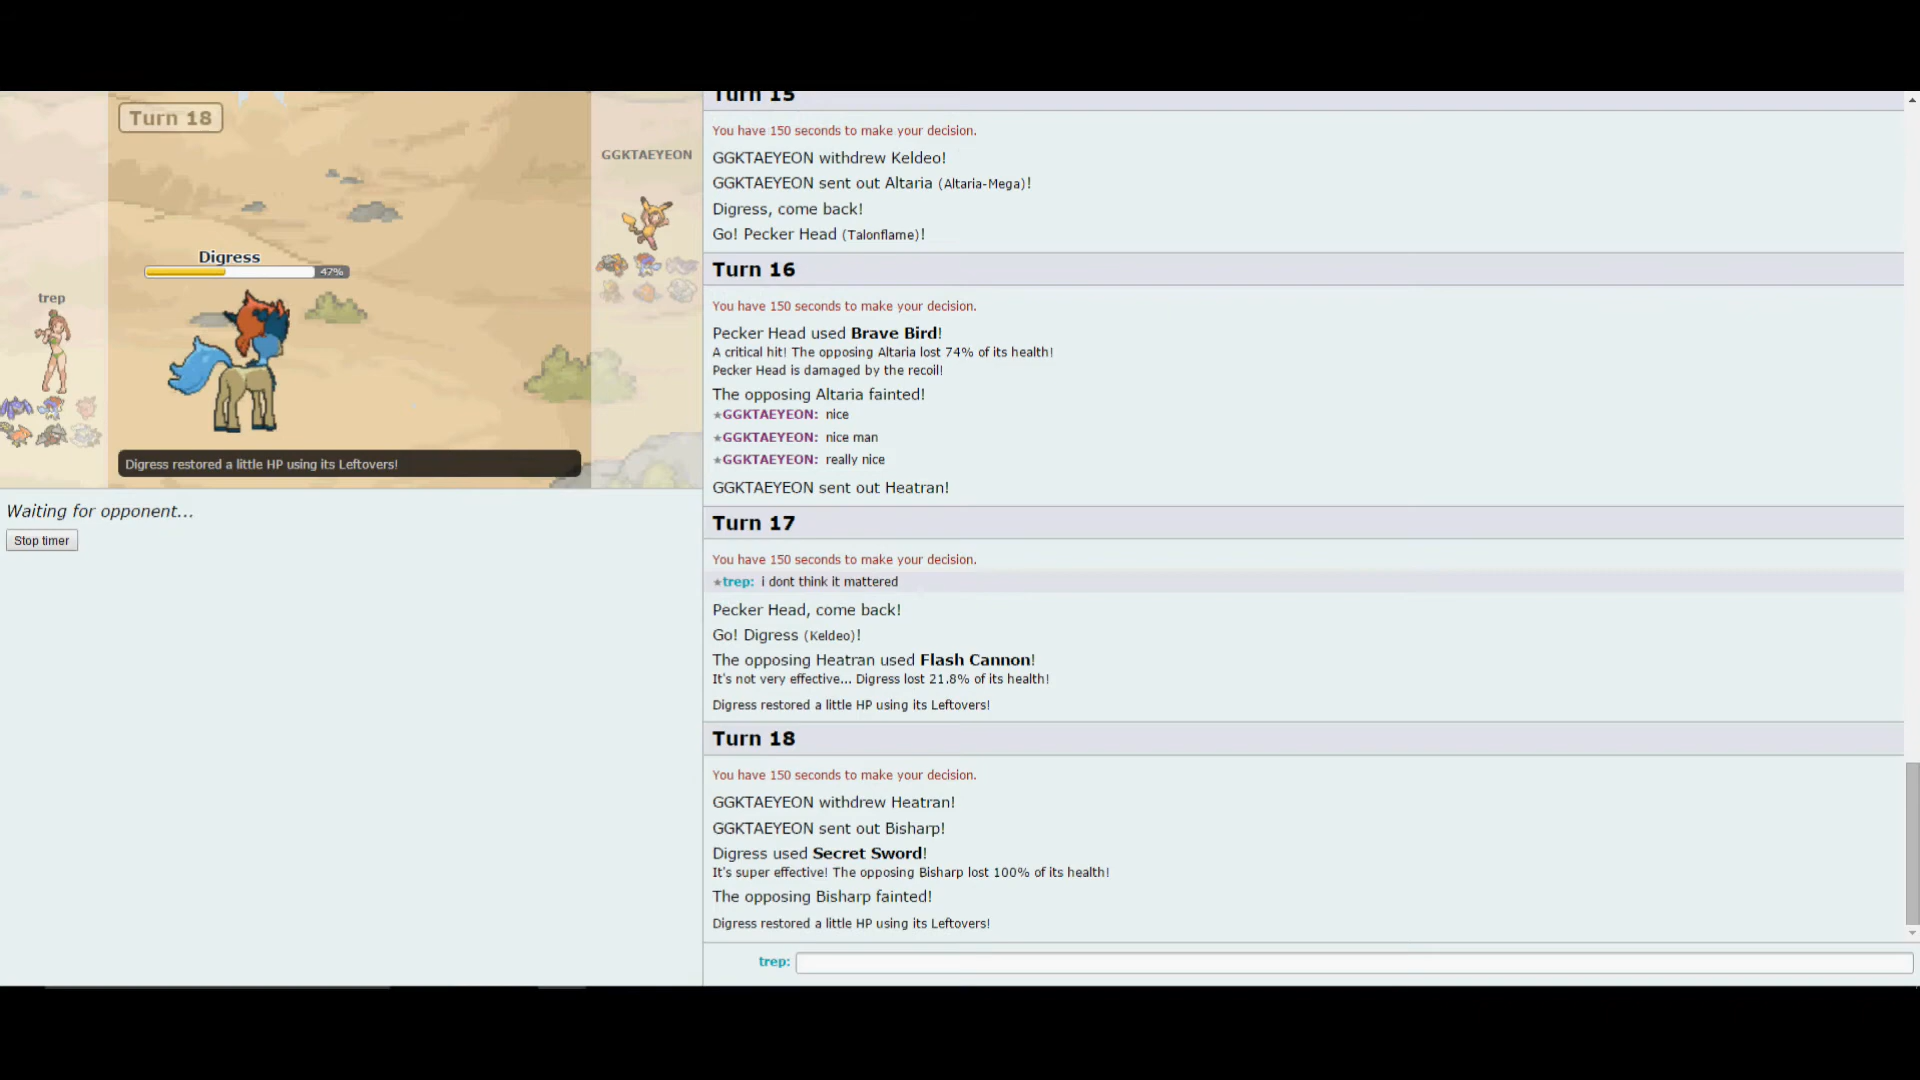 Turn 18
GGKTAEYEON
Digress
47%
trep
Digress restored a little HP using its Leftovers!
Waiting for opponent...
Stop timer
Turn 15
You have 150 seconds to make your decision.
GGKTAEYEON withdrew Keldeo!
GGKTAEYEON sent out Altaria (Altaria-Mega)!
Digress, come back!
Go! Pecker Head (Talonflame)!
Turn 16
You have 150 seconds to make your decision.
Pecker Head used Brave Bird!
A critical hit! The opposing Altaria lost 74% of its health!
Pecker Head is damaged by the recoil!
The opposing Altaria fainted!
★GGKTAEYEON: nice
★GGKTAEYEON: nice man
★GGKTAEYEON: really nice
GGKTAEYEON sent out Heatran!
Turn 17
You have 150 seconds to make your decision.
★trep: i dont think it mattered
Pecker Head, come back!
Go! Digress (Keldeo)!
The opposing Heatran used Flash Cannon!
It's not very effective... Digress lost 21.8% of its health!
Digress restored a little HP using its Leftovers!
Turn 18
You have 150 seconds to make your decision.
GGKTAEYEON withdrew Heatran!
GGKTAEYEON sent out Bisharp!
Digress used Secret Sword!
It's super effective! The opposing Bisharp lost 100% of its health!
The opposing Bisharp fainted!
Digress restored a little HP using its Leftovers!
trep: